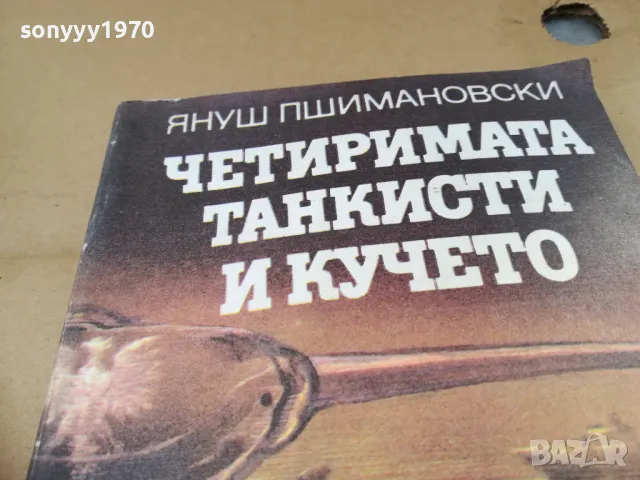 sonyyy1970
ЯНУШ ПШИМАНОВСКИ
ЧЕТИРИМАТА
ТАНКИСТИ
И КУЧЕТО
BAZAR